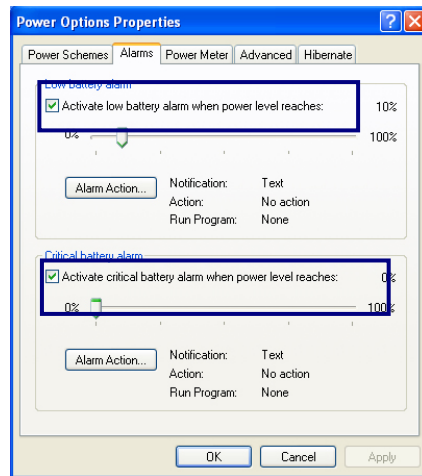 Power Options Properties
Power Schemes Alarms Power Meter Advanced Hibernate
Low battery alarm
Activate low battery alarm when power level reaches: 10%
0% 100%
Alarm Action... Notification: Text
Action: No action
Run Program: None
Critical battery alarm
Activate critical battery alarm when power level reaches: 0%
0% 100%
Alarm Action... Notification: Text
Action: No action
Run Program: None
OK Cancel Apply